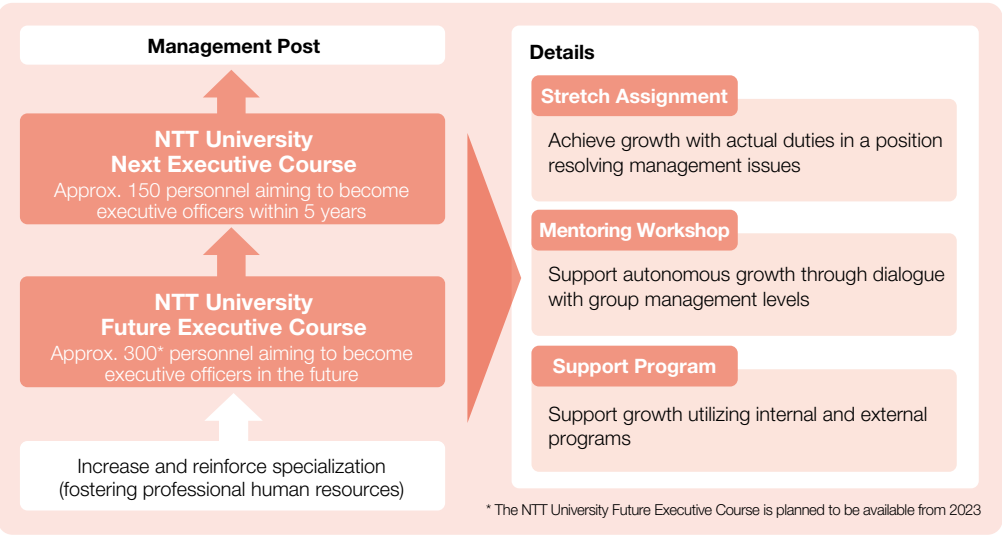 Management Post
NTT University
Next Executive Course
Approx. 150 personnel aiming to become
executive officers within 5 years
NTT University
Future Executive Course
Approx. 300* personnel aiming to become
executive officers in the future
Increase and reinforce specialization
(fostering professional human resources)
Details
Stretch Assignment
Achieve growth with actual duties in a position
resolving management issues
Mentoring Workshop
Support autonomous growth through dialogue
with group management levels
Support Program
Support growth utilizing internal and external
programs
* The NTT University Future Executive Course is planned to be available from 2023